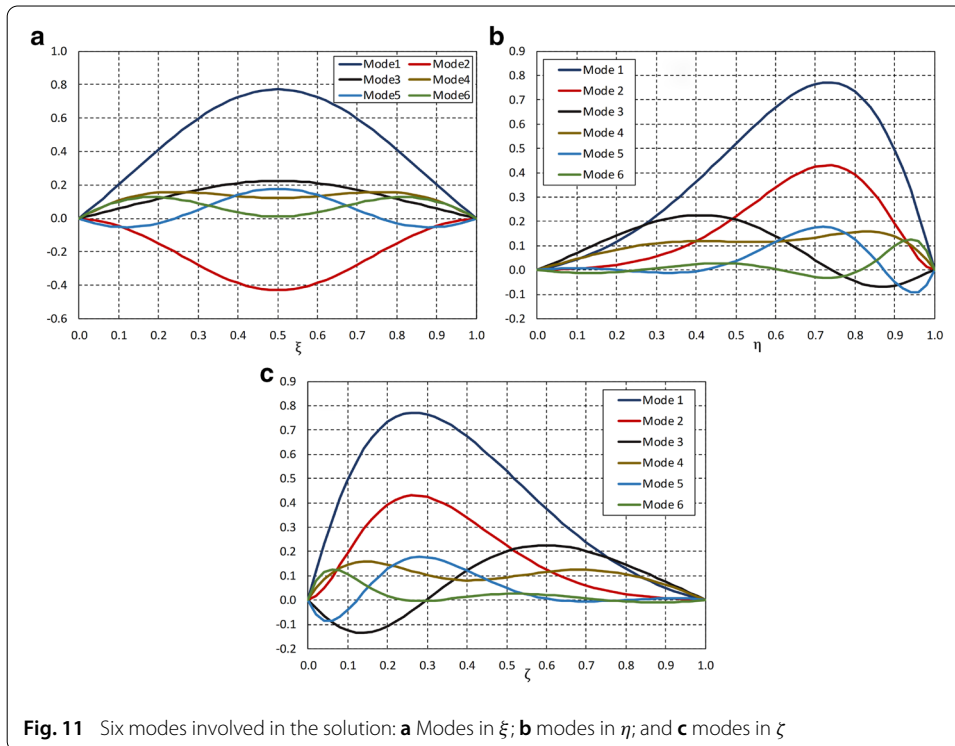 a
1.0
0.8
0.6
0.4
0.2
0.0
-0.2
-0.4
-0.6
0.0 0.1 0.2 0.3 0.4 0.5 0.6 0.7 0.8 0.9 1.0
ξ
Mode1 Mode2
Mode3 Mode4
Mode5 Mode6
b
0.9
0.8
0.7
0.6
0.5
0.4
0.3
0.2
0.1
0.0
-0.1
-0.2
0.0 0.1 0.2 0.3 0.4 0.5 0.6 0.7 0.8 0.9 1.0
η
Mode 1
Mode 2
Mode 3
Mode 4
Mode 5
Mode 6
c
0.9
0.8
0.7
0.6
0.5
0.4
0.3
0.2
0.1
0.0
-0.1
-0.2
0.0 0.1 0.2 0.3 0.4 0.5 0.6 0.7 0.8 0.9 1.0
ζ
Mode 1
Mode 2
Mode 3
Mode 4
Mode 5
Mode 6
Fig. 11 Six modes involved in the solution: a Modes in ξ; b modes in η; and c modes in ζ